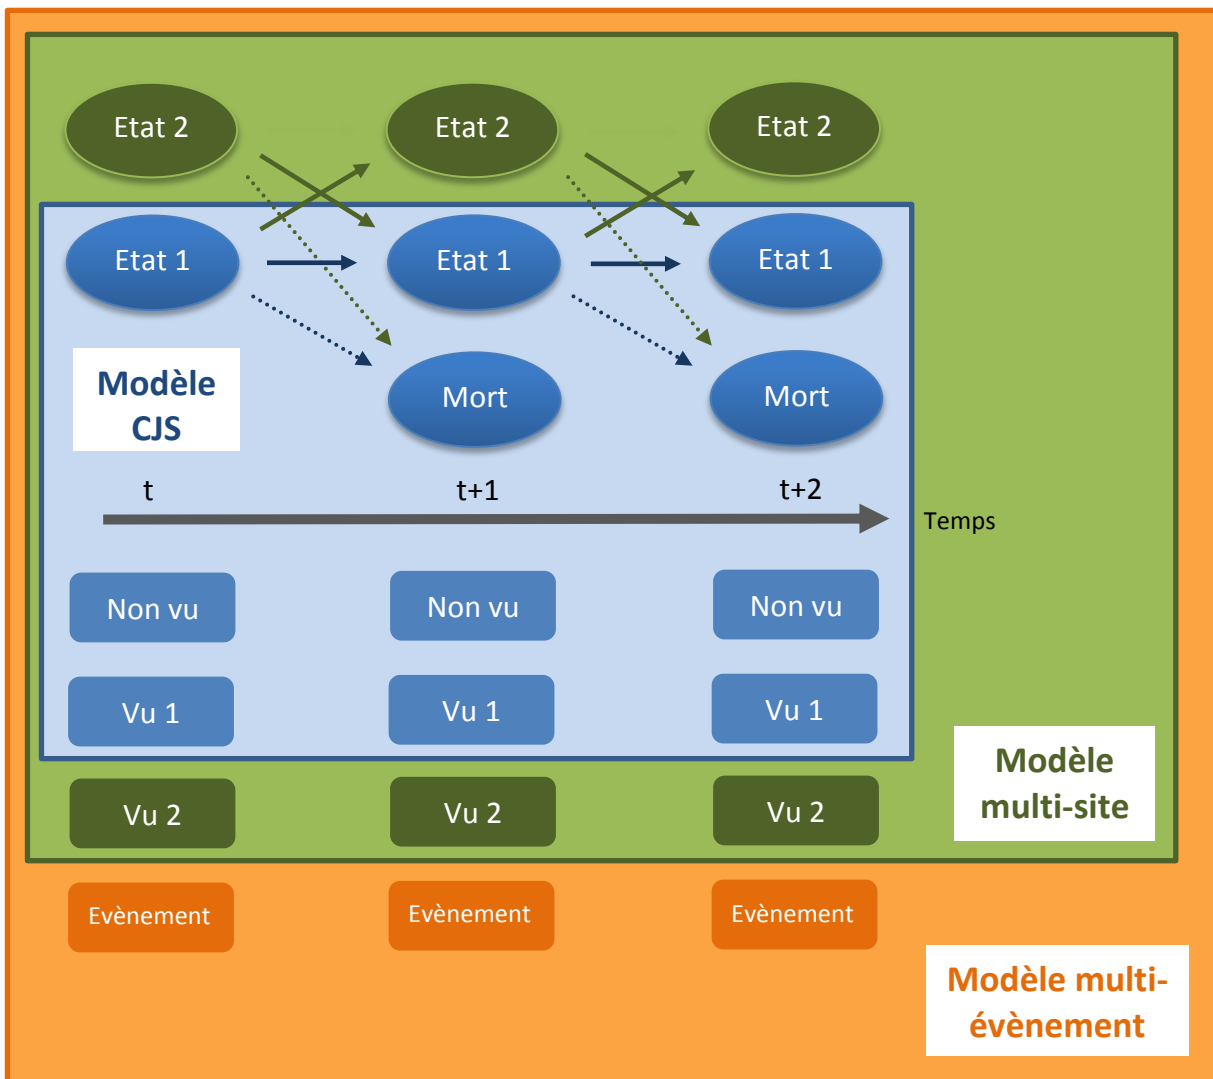 Etat 2
Etat 2
Etat 2
Etat 1
Etat 1
Etat 1
Modèle
CJS
Mort
Mort
t
t+1
t+2
Temps
Non vu
Non vu
Non vu
Vu 1
Vu 1
Vu 1
Modèle
multi-site
Vu 2
Vu 2
Vu 2
Evènement
Evènement
Evènement
Modèle multi-
évènement